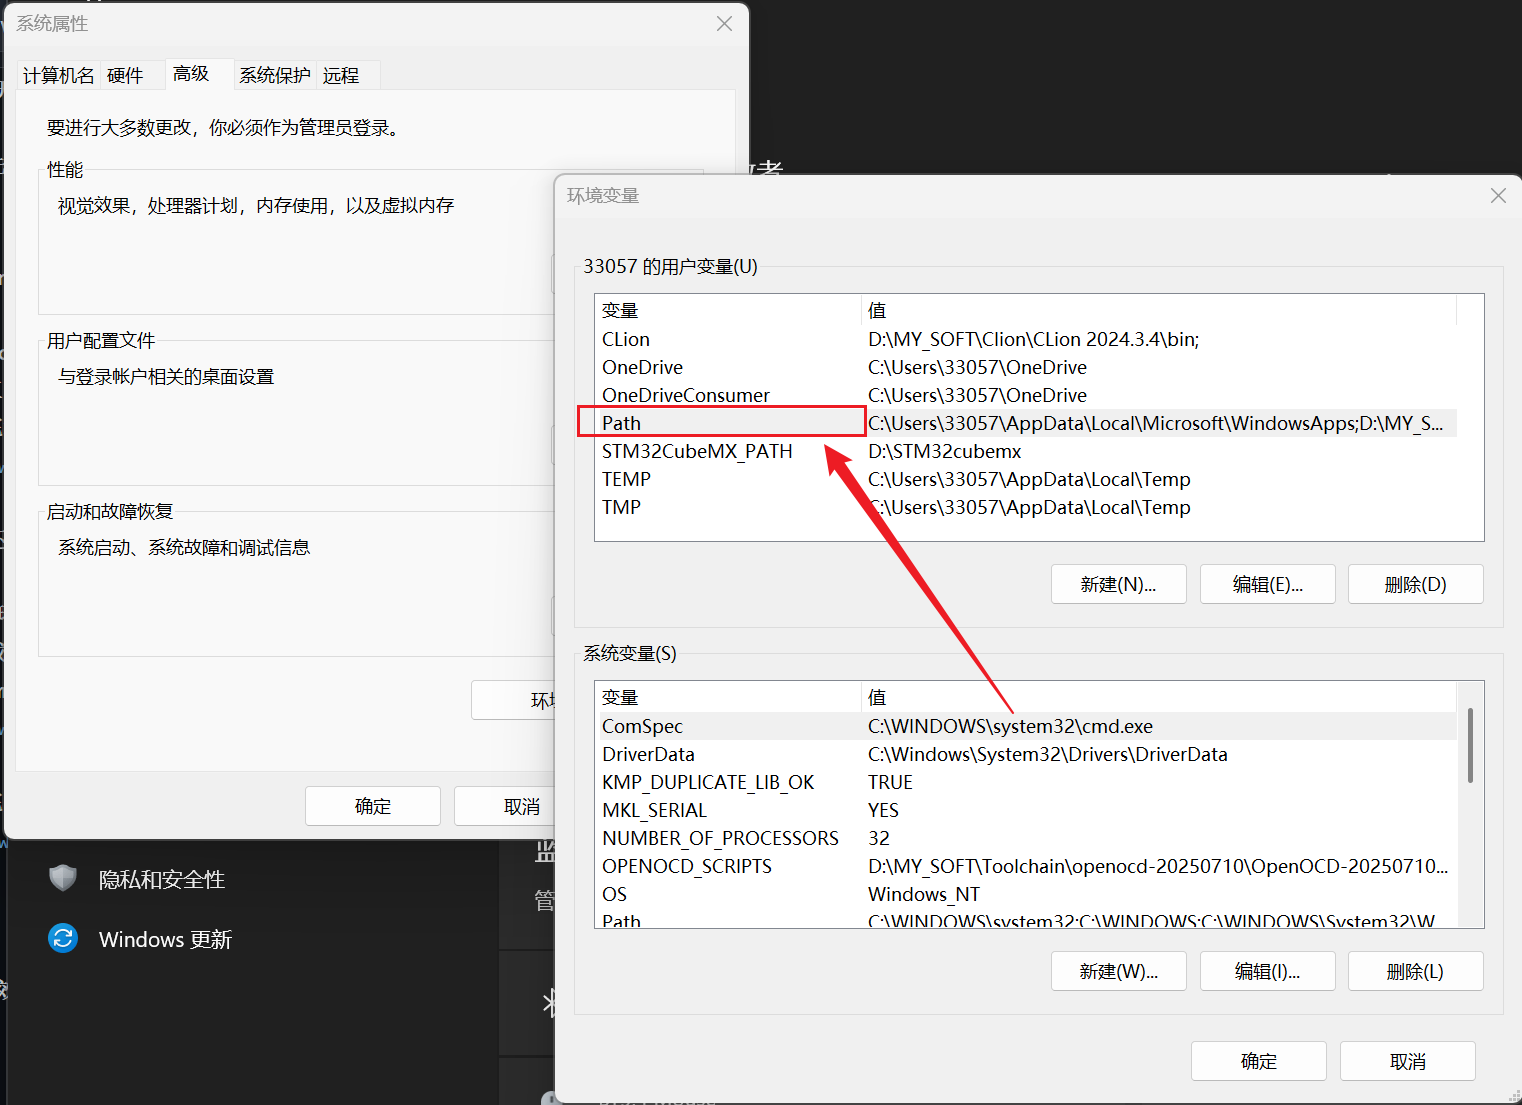 系统属性
计算机名
硬件
高级
系统保护
远程
要进行大多数更改，你必须作为管理员登录。
性能
视觉效果，处理器计划，内存使用，以及虚拟内存
用户配置文件
与登录帐户相关的桌面设置
启动和故障恢复
系统启动、系统故障和调试信息
确定
取消
隐私和安全性
Windows 更新
环境变量
33057 的用户变量(U)
变量 值
CLion D:\MY_SOFT\Clion\CLion 2024.3.4\bin;
OneDrive C:\Users\33057\OneDrive
OneDriveConsumer C:\Users\33057\OneDrive
Path C:\Users\33057\AppData\Local\Microsoft\WindowsApps;D:\MY_S...
STM32CubeMX_PATH D:\STM32cubemx
TEMP C:\Users\33057\AppData\Local\Temp
TMP C:\Users\33057\AppData\Local\Temp
新建(N)...
编辑(E)...
删除(D)
系统变量(S)
变量 值
ComSpec C:\WINDOWS\system32\cmd.exe
DriverData C:\Windows\System32\Drivers\DriverData
KMP_DUPLICATE_LIB_OK TRUE
MKL_SERIAL YES
NUMBER_OF_PROCESSORS 32
OPENOCD_SCRIPTS D:\MY_SOFT\Toolchain\openocd-20250710\OpenOCD-20250710...
OS Windows_NT
Path C:\WINDOWS\system32;C:\WINDOWS;C:\WINDOWS\System32\W
新建(W)...
编辑(I)...
删除(L)
确定
取消